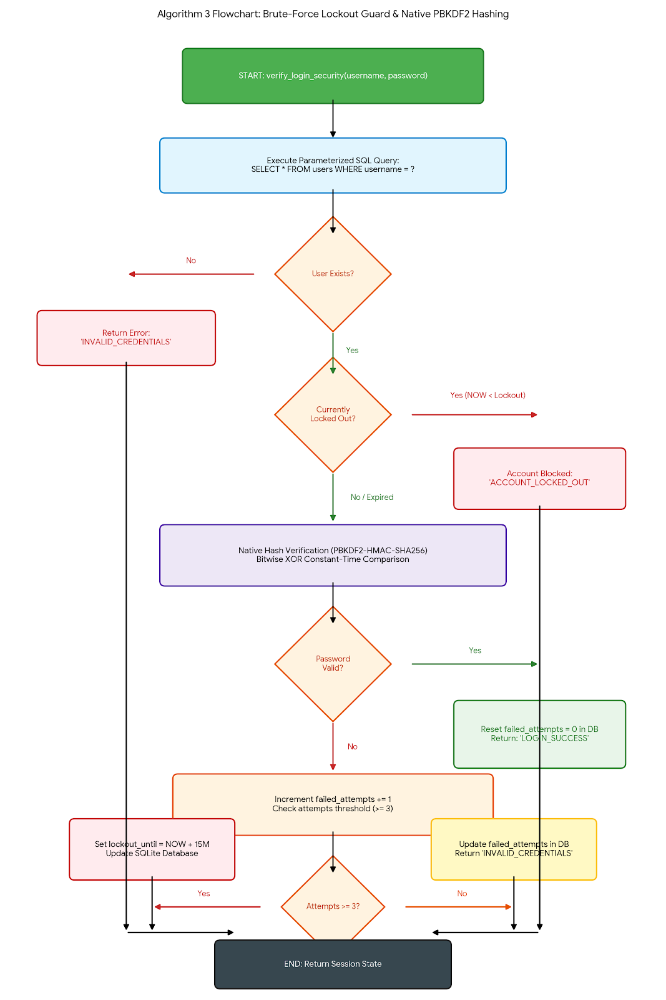 Algorithm 3 Flowchart: Brute-Force Lockout Guard & Native PBKDF2 Hashing
START: verify_login_security(username, password)
Execute Parameterized SQL Query:
SELECT * FROM users WHERE username = ?
User Exists?
No
Return Error:
'INVALID_CREDENTIALS'
Yes
Currently
Locked Out?
Yes (NOW < Lockout)
Account Blocked:
'ACCOUNT_LOCKED_OUT'
No / Expired
Native Hash Verification (PBKDF2-HMAC-SHA256)
Bitwise XOR Constant-Time Comparison
Password
Valid?
Yes
Reset failed_attempts = 0 in DB
Return: 'LOGIN_SUCCESS'
No
Increment failed_attempts += 1
Check attempts threshold (>= 3)
Set lockout_until = NOW + 15M
Update SQLite Database
Update failed_attempts in DB
Return 'INVALID_CREDENTIALS'
Yes
Attempts >= 3?
No
END: Return Session State